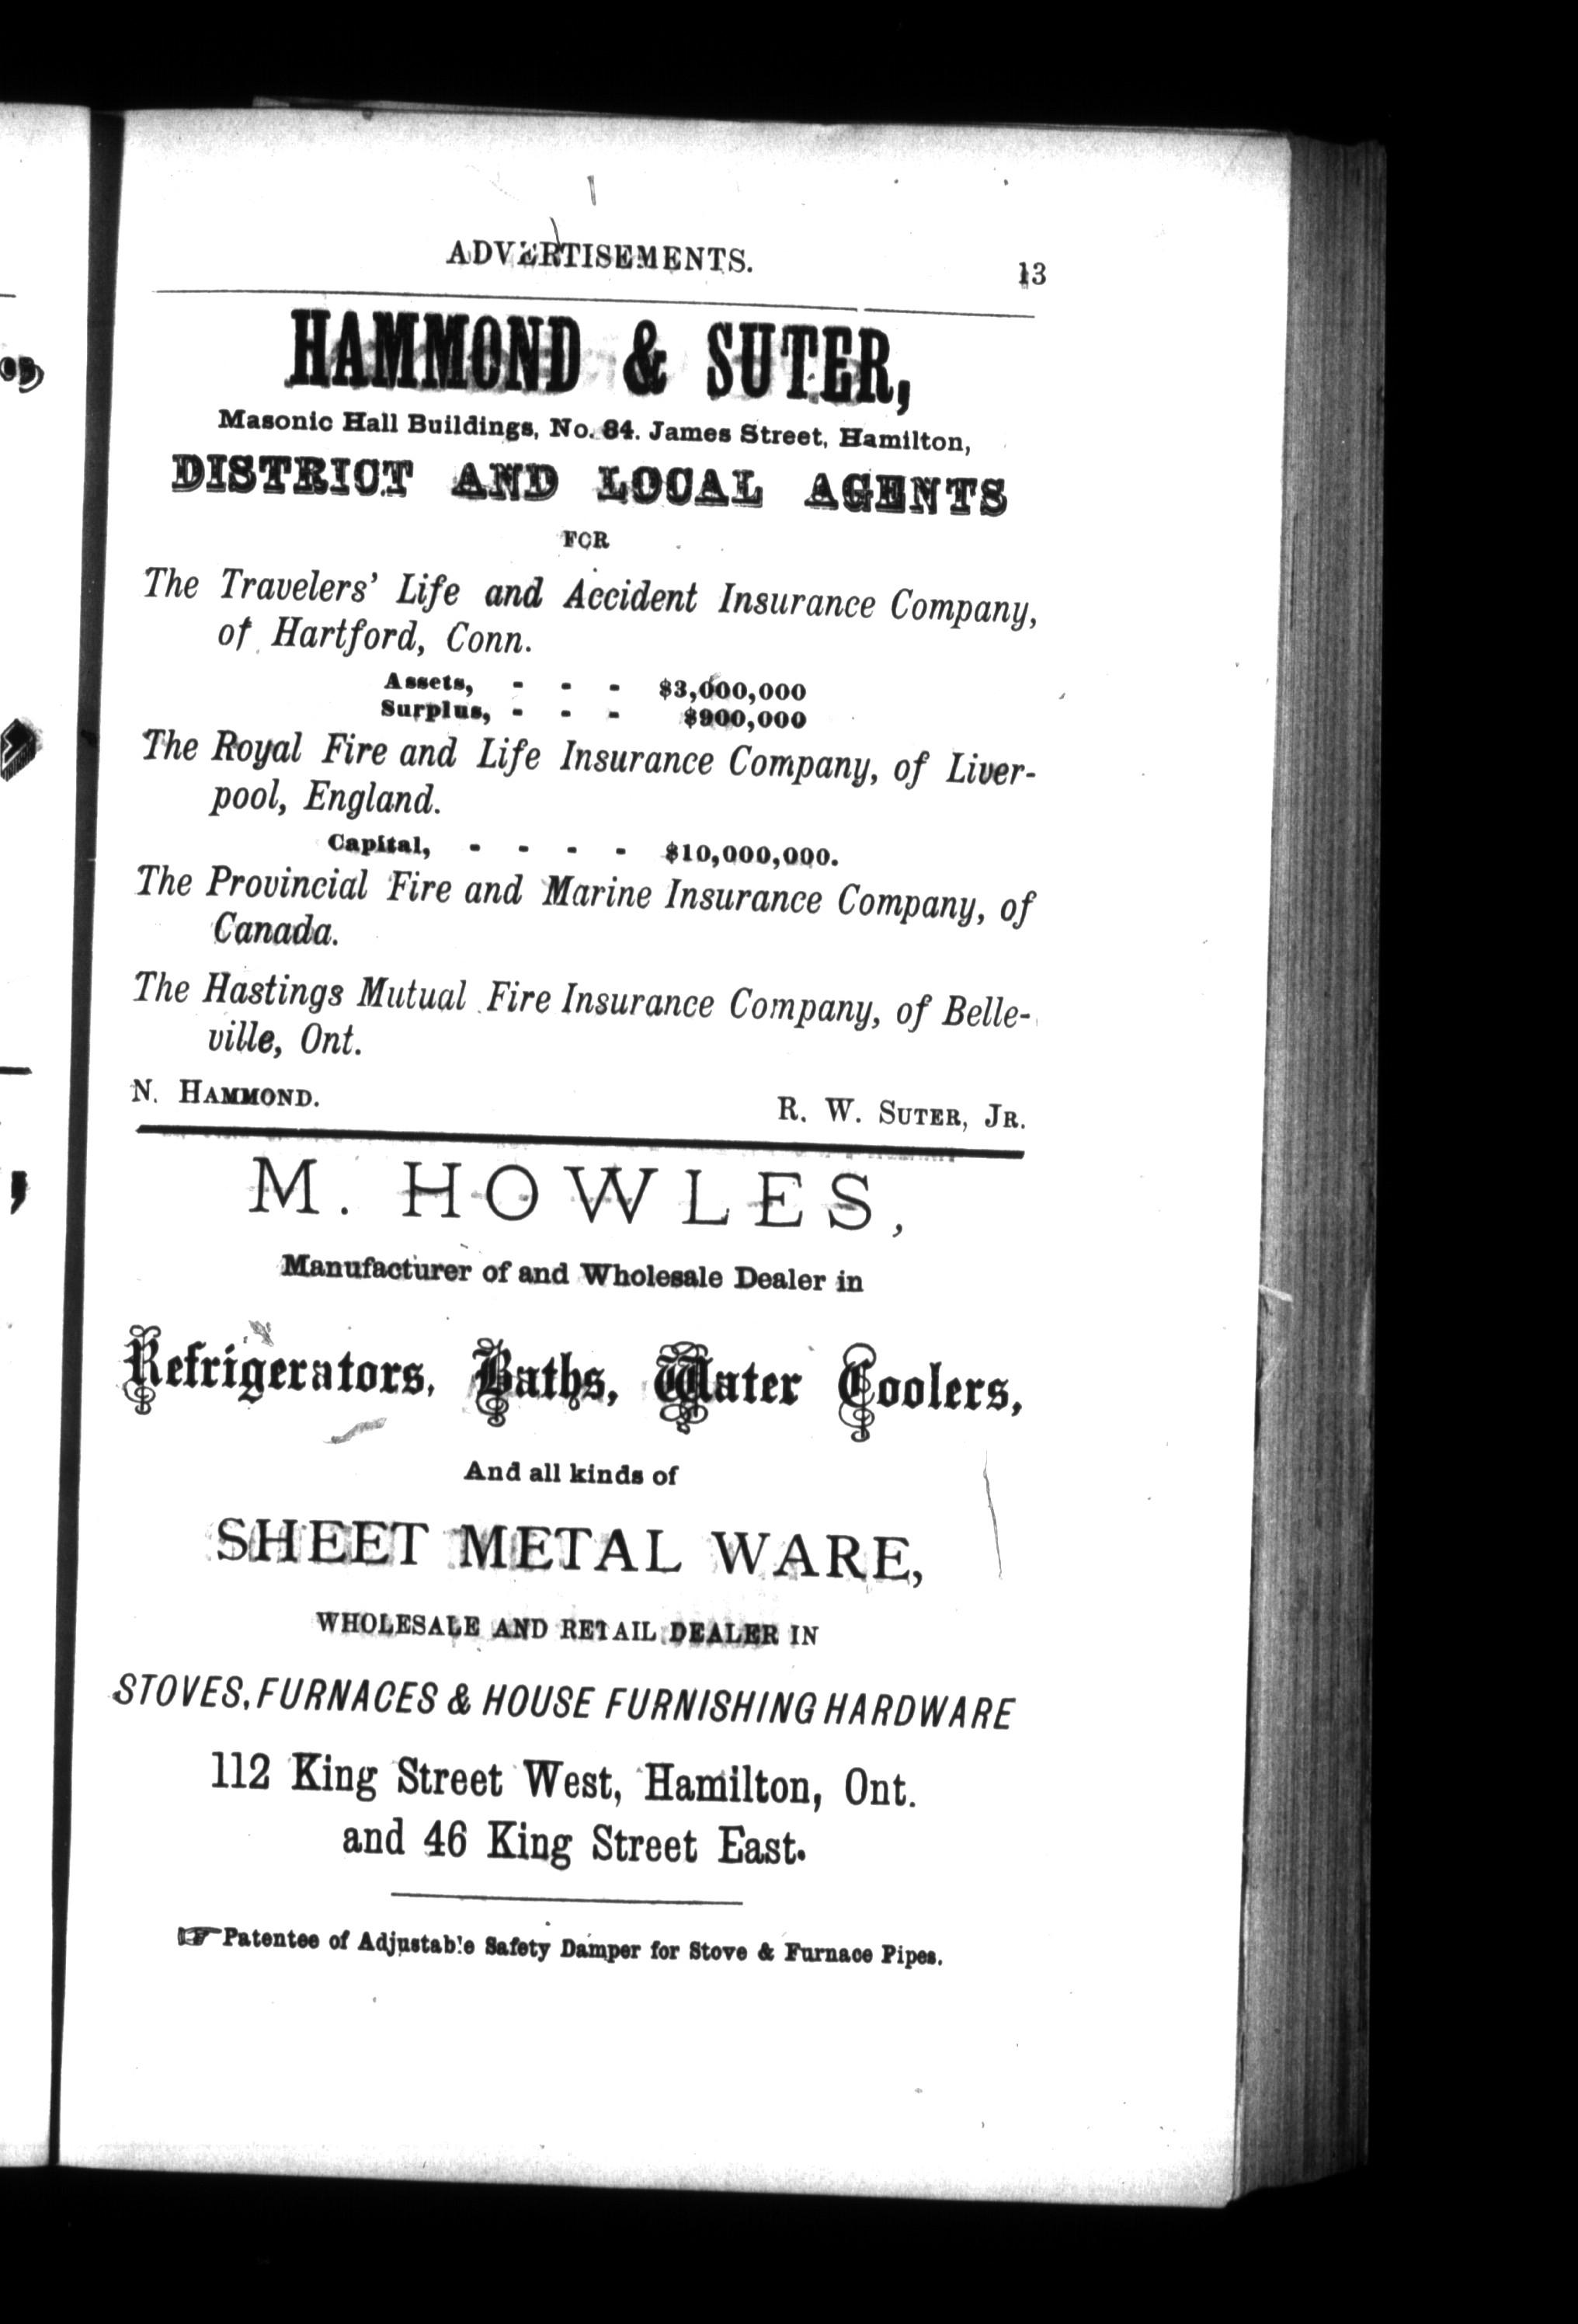 ADVERTISEMENTS. 13
HAMMOND & SUTER,
Masonic Hall Buildings, No. 84. James Street, Hamilton,
DISTRICT AND LOCAL AGENTS
FOR
The Travelers' Life and Accident Insurance Company,
of Hartford, Conn.
Assets, - - - $3,000,000
Surplus, - - - $900,000
The Royal Fire and Life Insurance Company, of Liver-
pool, England.
Capital, - - - - $10,000,000.
The Provincial Fire and Marine Insurance Company, of
Canada.
The Hastings Mutual Fire Insurance Company, of Belle-
ville, Ont.
N. HAMMOND. R. W. SUTER, JR.
M. HOWLES,
Manufacturer of and Wholesale Dealer in
Refrigerators, Baths, Water Coolers,
And all kinds of
SHEET METAL WARE,
WHOLESALE AND RETAIL DEALER IN
STOVES, FURNACES & HOUSE FURNISHING HARDWARE
112 King Street West, Hamilton, Ont.
and 46 King Street East.
☞Patentee of Adjustable Safety Damper for Stove & Furnace Pipes.